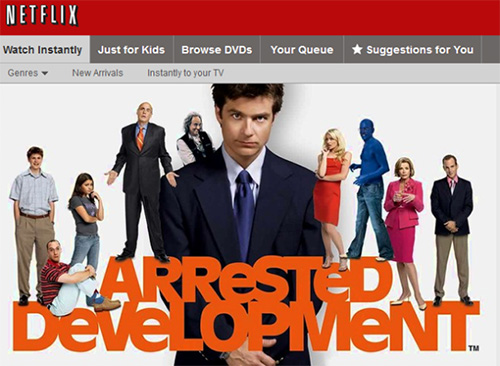 NETFLIX
Watch Instantly Just for Kids Browse DVDs Your Queue ★ Suggestions for You
Genres ▾ New Arrivals Instantly to your TV
ARReSTeD
DeVeLOPMeNT™